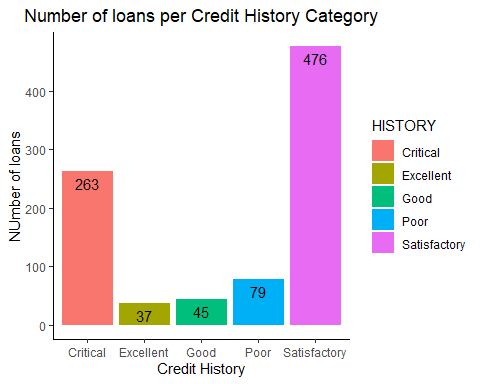 Number of loans per Credit History Category
NUmber of loans
400
300
200
100
0
263
37
45
79
476
Critical
Excellent
Good
Poor
Satisfactory
Credit History
HISTORY
Critical
Excellent
Good
Poor
Satisfactory